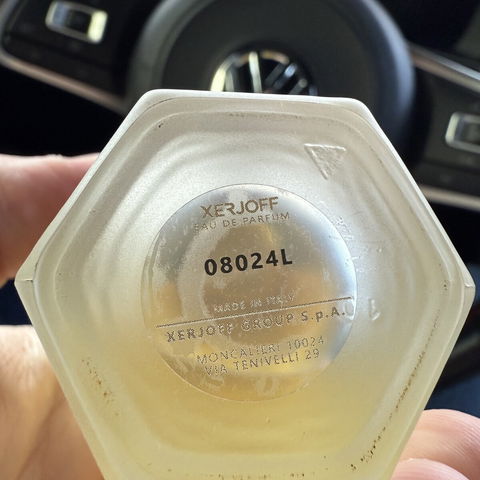 XERJOFF
EAU DE PARFUM
08024L
MADE IN ITALY
XERJOFF GROUP S.p.A.
MONCALIERI 10024
VIA TENIVELLI 29